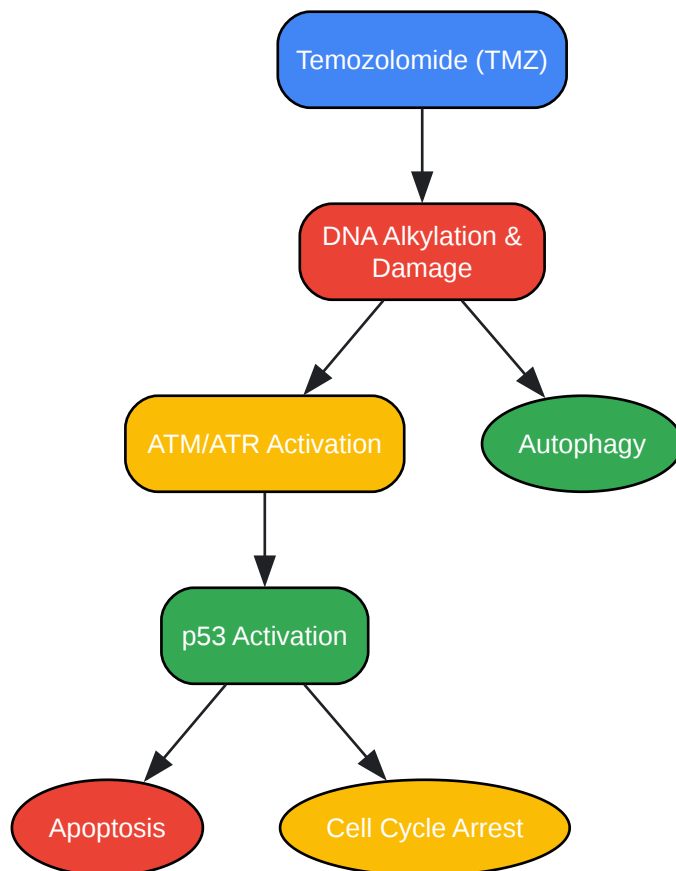 Temozolomide (TMZ)
DNA Alkylation &
Damage
ATM/ATR Activation
Autophagy
p53 Activation
Apoptosis
Cell Cycle Arrest